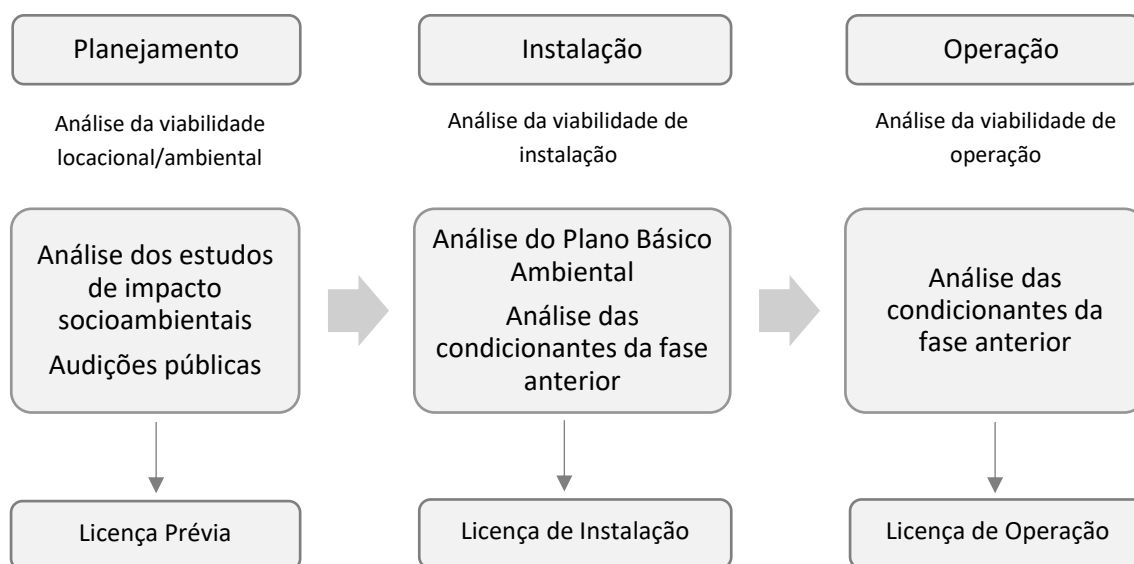 Planejamento
Instalação
Operação
Análise da viabilidade
locacional/ambiental
Análise da viabilidade de
instalação
Análise da viabilidade de
operação
Análise dos estudos
de impacto
socioambientais
Audições públicas
Análise do Plano Básico
Ambiental
Análise das
condicionantes da fase
anterior
Análise das
condicionantes da
fase anterior
Licença Prévia
Licença de Instalação
Licença de Operação